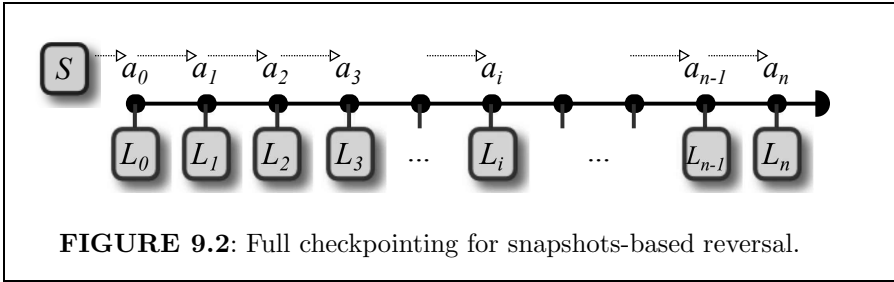 S a0 a1 a2 a3 ai an-1 an
L0 L1 L2 L3 ... Li ... Ln-1 Ln
FIGURE 9.2: Full checkpointing for snapshots-based reversal.